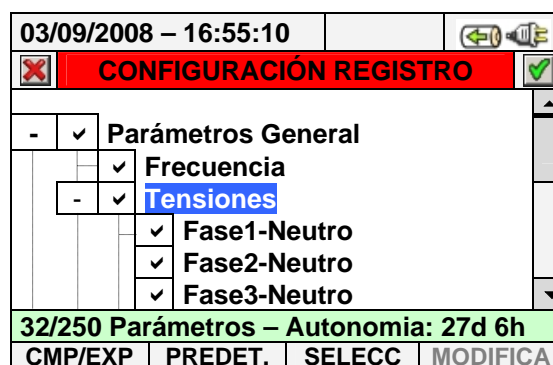 03/09/2008 – 16:55:10
CONFIGURACIÓN REGISTRO
- Parámetros General
Frecuencia
- Tensiones
Fase1-Neutro
Fase2-Neutro
Fase3-Neutro
32/250 Parámetros – Autonomia: 27d 6h
CMP/EXP PREDET. SELECC MODIFICA